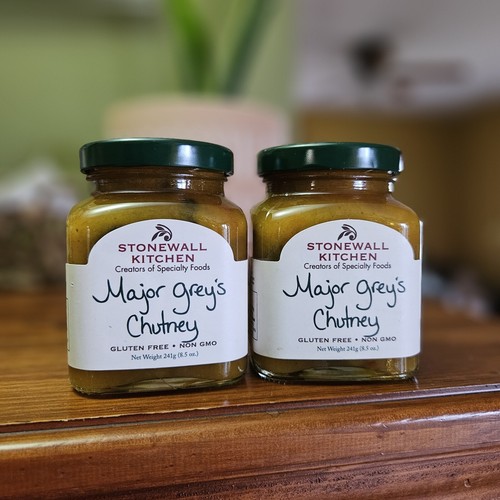 STONEWALL
KITCHEN
Creators of Specialty Foods
Major Grey's
Chutney
GLUTEN FREE • NON GMO
Net Weight 241g (8.5 oz.)
STONEWALL
KITCHEN
Creators of Specialty Foods
Major Grey's
Chutney
GLUTEN FREE • NON GMO
Net Weight 241g (8.5 oz.)